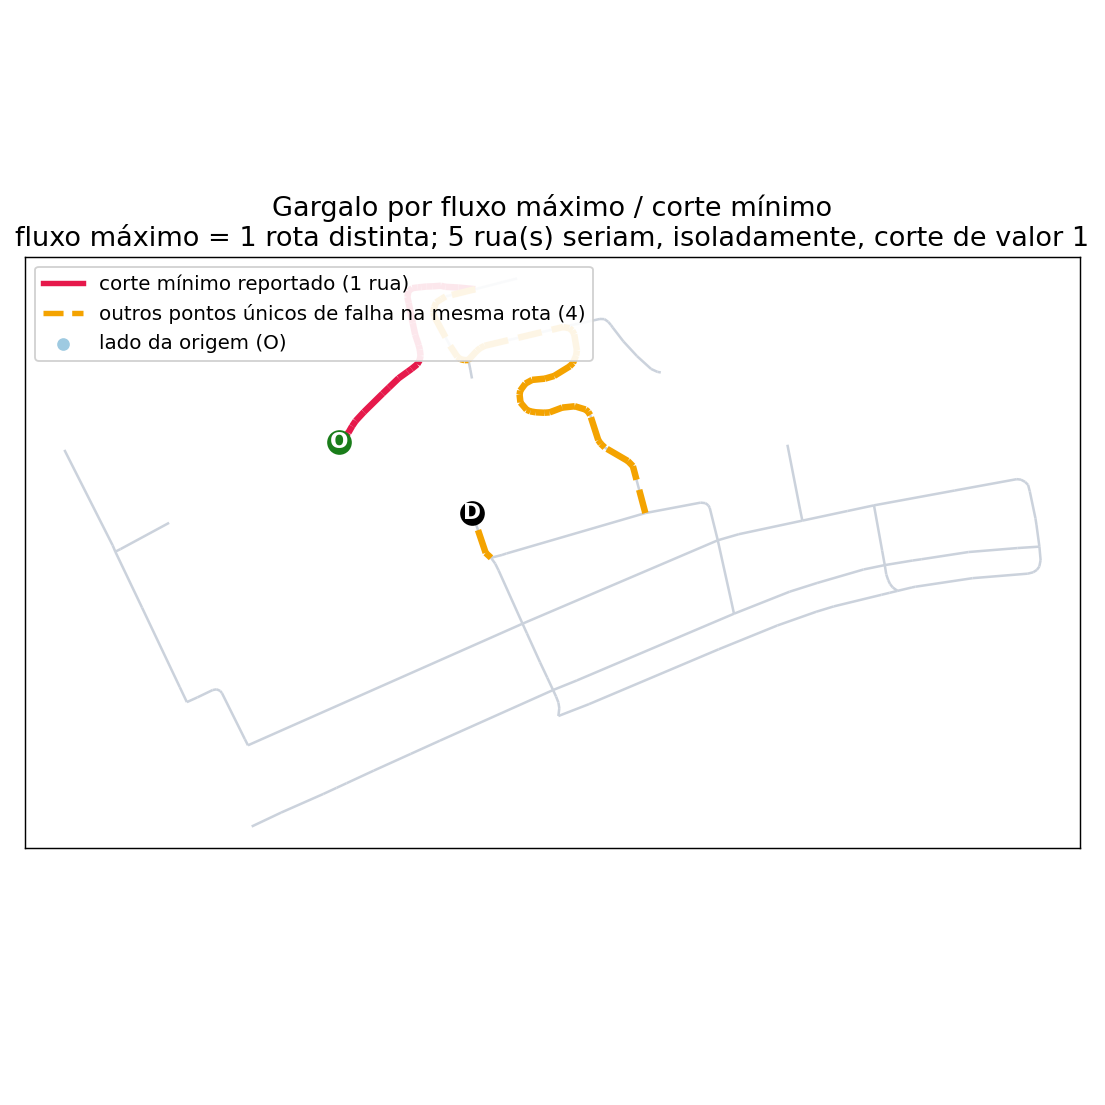 Gargalo por fluxo máximo / corte mínimo
fluxo máximo = 1 rota distinta; 5 rua(s) seriam, isoladamente, corte de valor 1
corte mínimo reportado (1 rua)
outros pontos únicos de falha na mesma rota (4)
lado da origem (O)
O
D